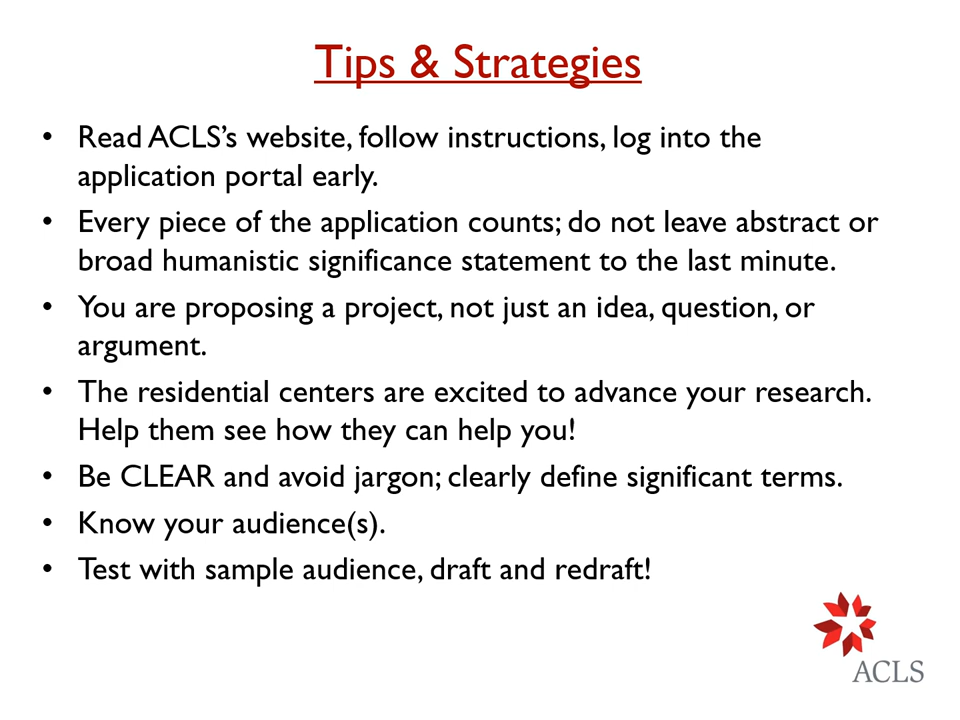 Tips & Strategies
• Read ACLS’s website, follow instructions, log into the
application portal early.
• Every piece of the application counts; do not leave abstract or
broad humanistic significance statement to the last minute.
• You are proposing a project, not just an idea, question, or
argument.
• The residential centers are excited to advance your research.
Help them see how they can help you!
• Be CLEAR and avoid jargon; clearly define significant terms.
• Know your audience(s).
• Test with sample audience, draft and redraft!
ACLS